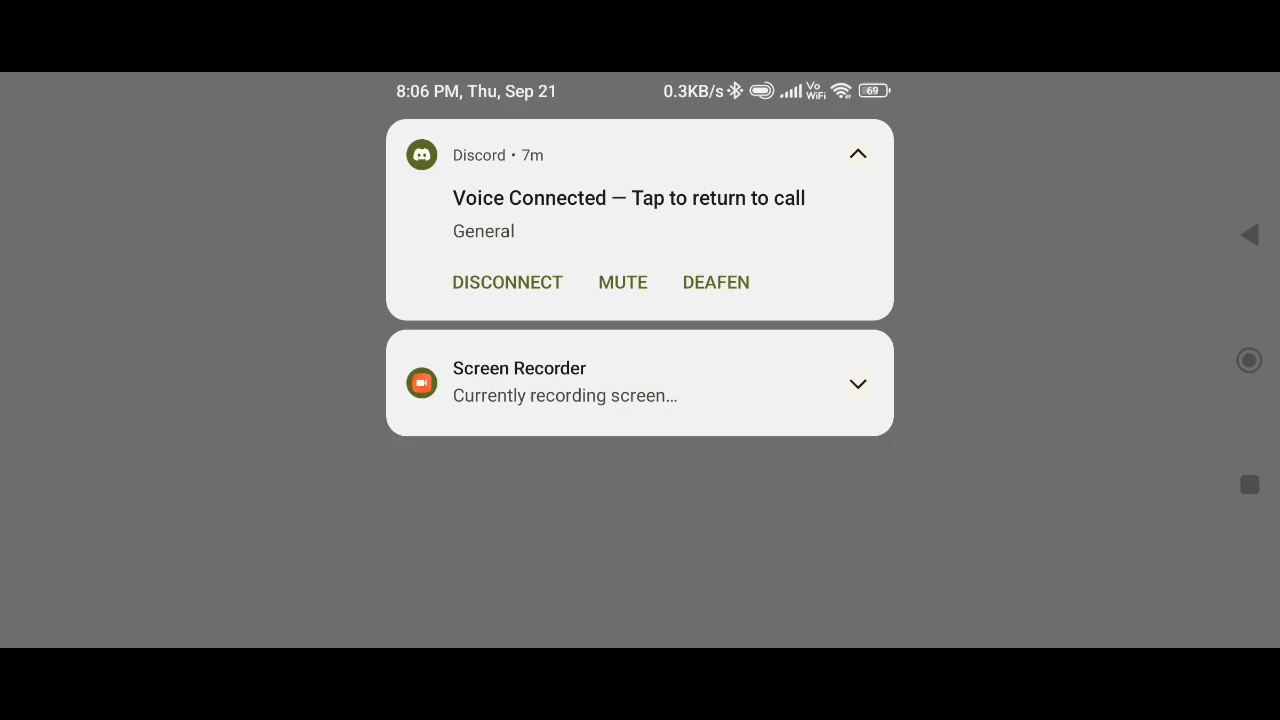 8:06 PM, Thu, Sep 21 0.3KB/s Vo WiFi 69
Discord • 7m
Voice Connected — Tap to return to call
General
DISCONNECT MUTE DEAFEN
Screen Recorder
Currently recording screen...